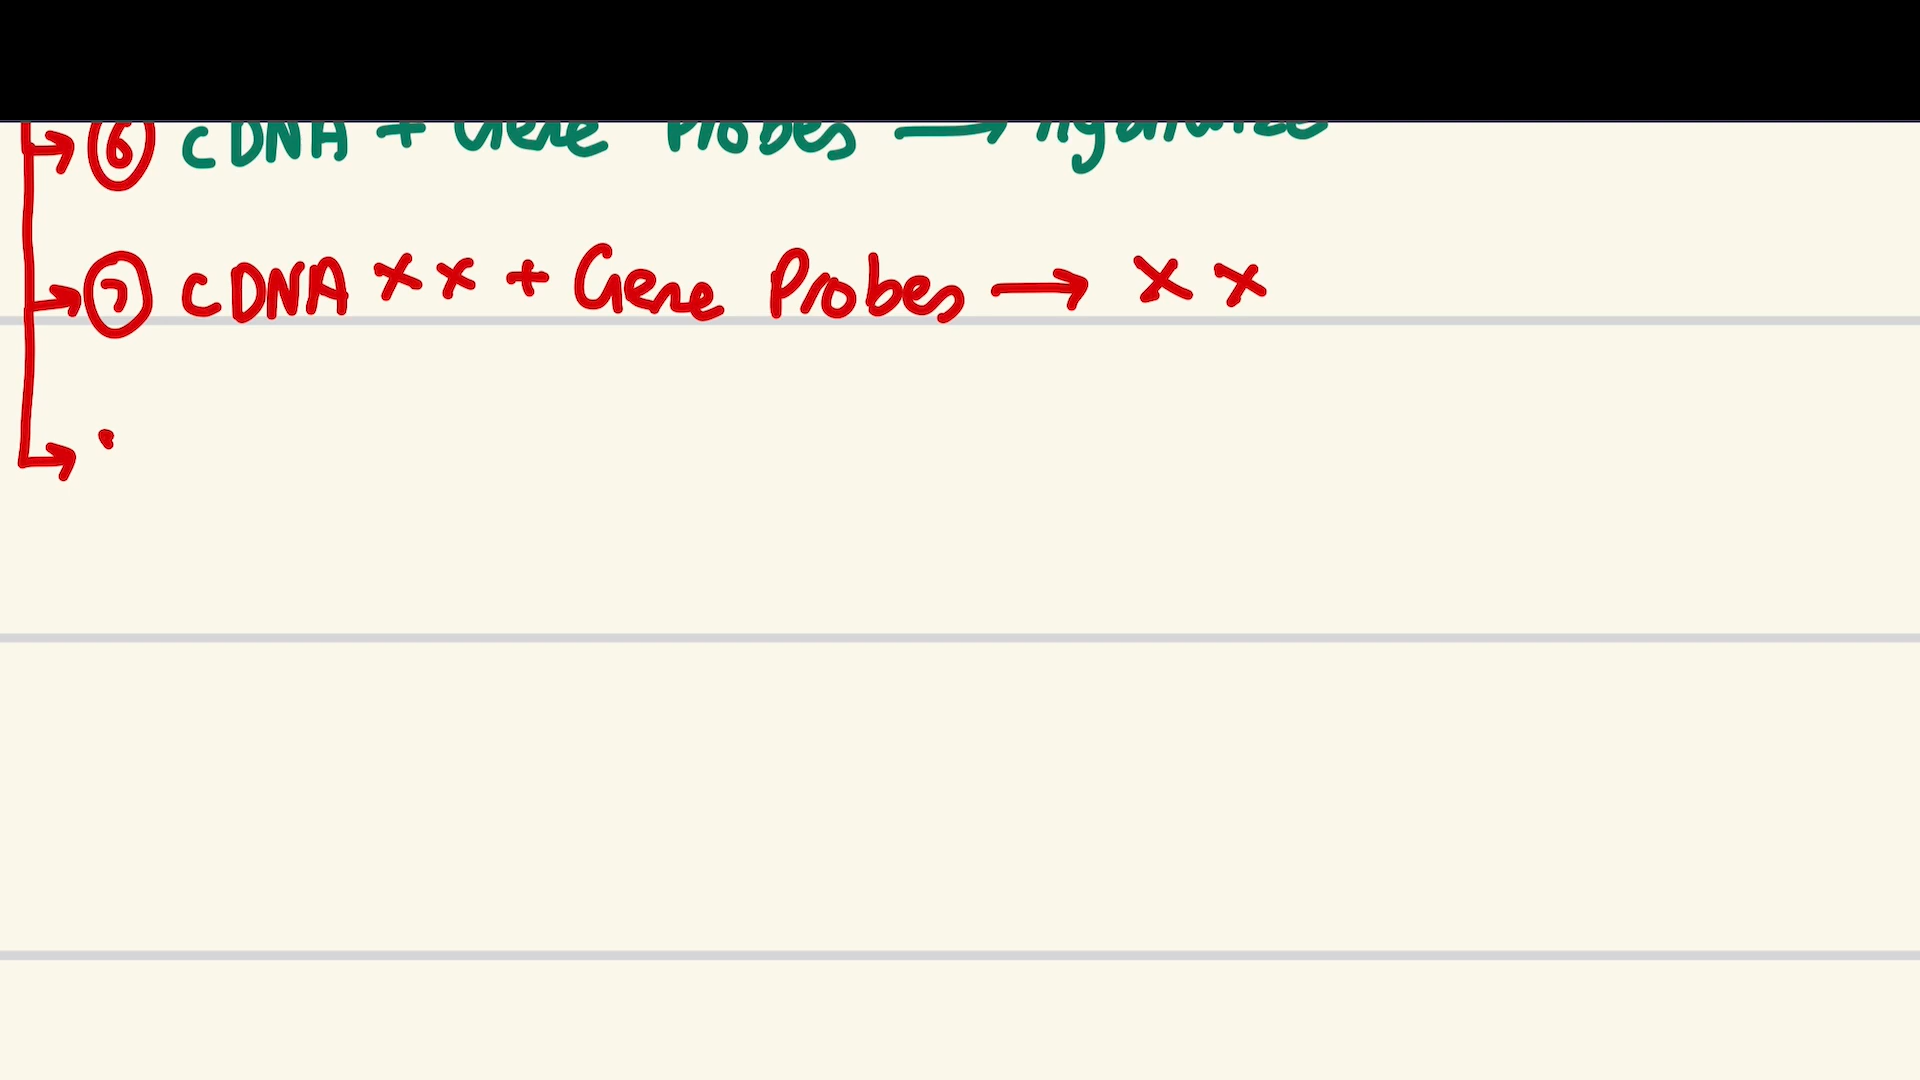 → ⑥ cDNA + Gene Probes →
→ ⑦ cDNA x x + Gene Probes → x x
→